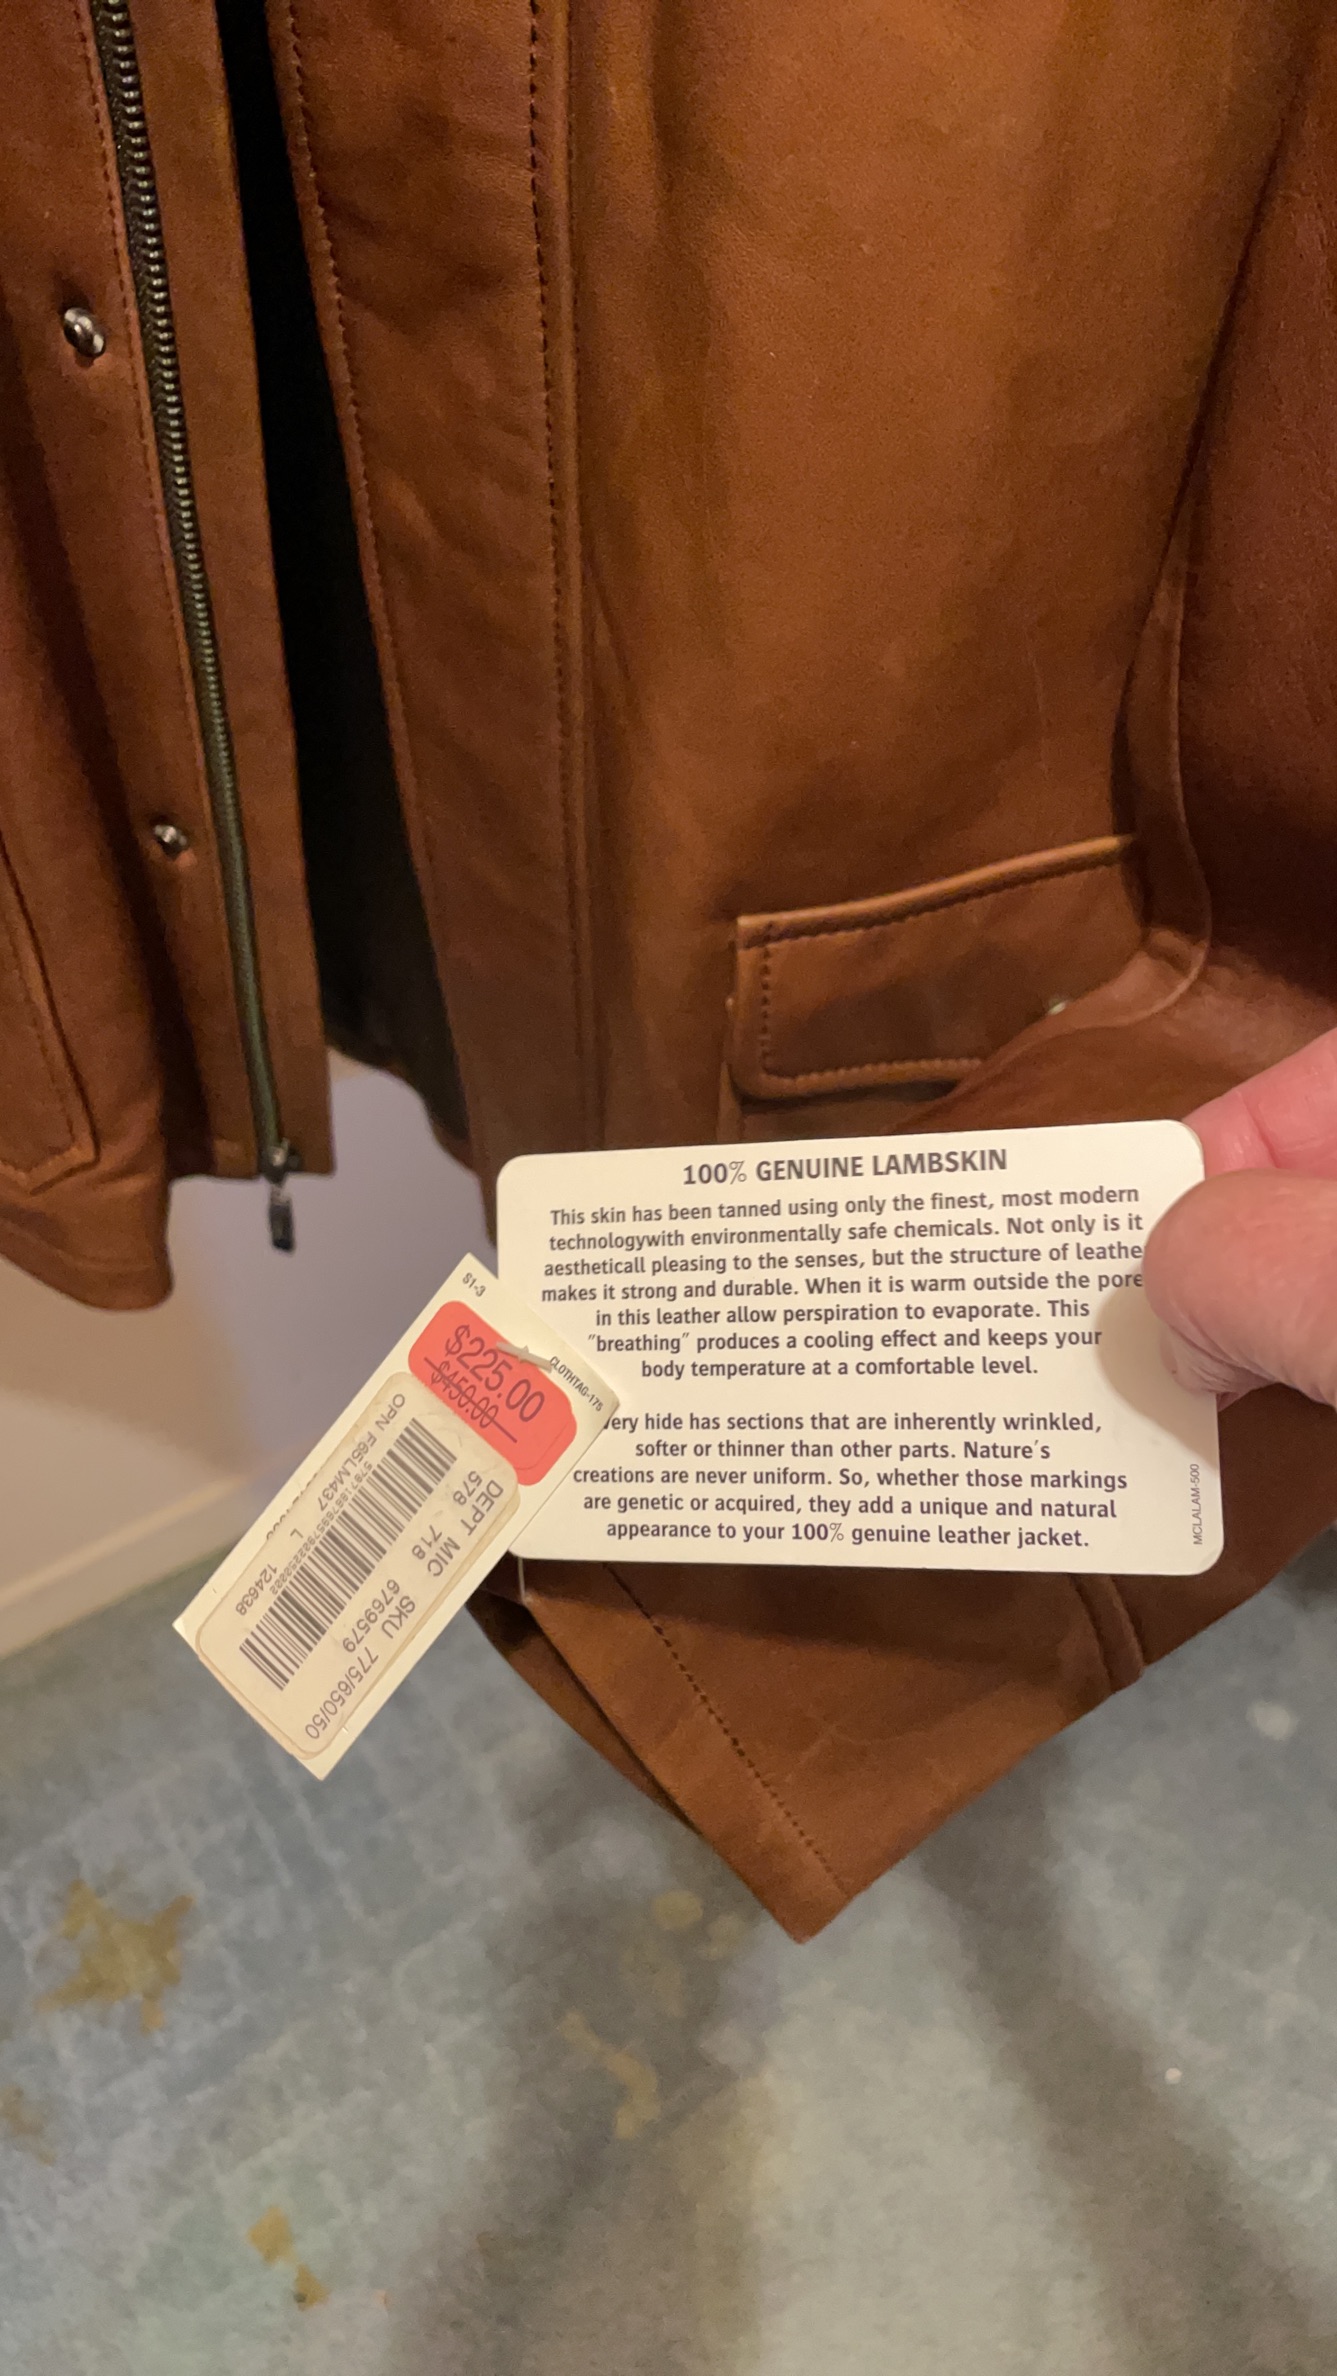 100% GENUINE LAMBSKIN
This skin has been tanned using only the finest, most modern
technologywith environmentally safe chemicals. Not only is it
aestheticall pleasing to the senses, but the structure of leathe
makes it strong and durable. When it is warm outside the pore
in this leather allow perspiration to evaporate. This
"breathing" produces a cooling effect and keeps your
body temperature at a comfortable level.
very hide has sections that are inherently wrinkled,
softer or thinner than other parts. Nature's
creations are never uniform. So, whether those markings
are genetic or acquired, they add a unique and natural
appearance to your 100% genuine leather jacket.
MCLALAM-500
S1-3
CLOTHTAG-175
$225.00
$450.00
OPN F65LM437
L
124638
DEPT MIC SKU 775/650/50
578 718 6769579